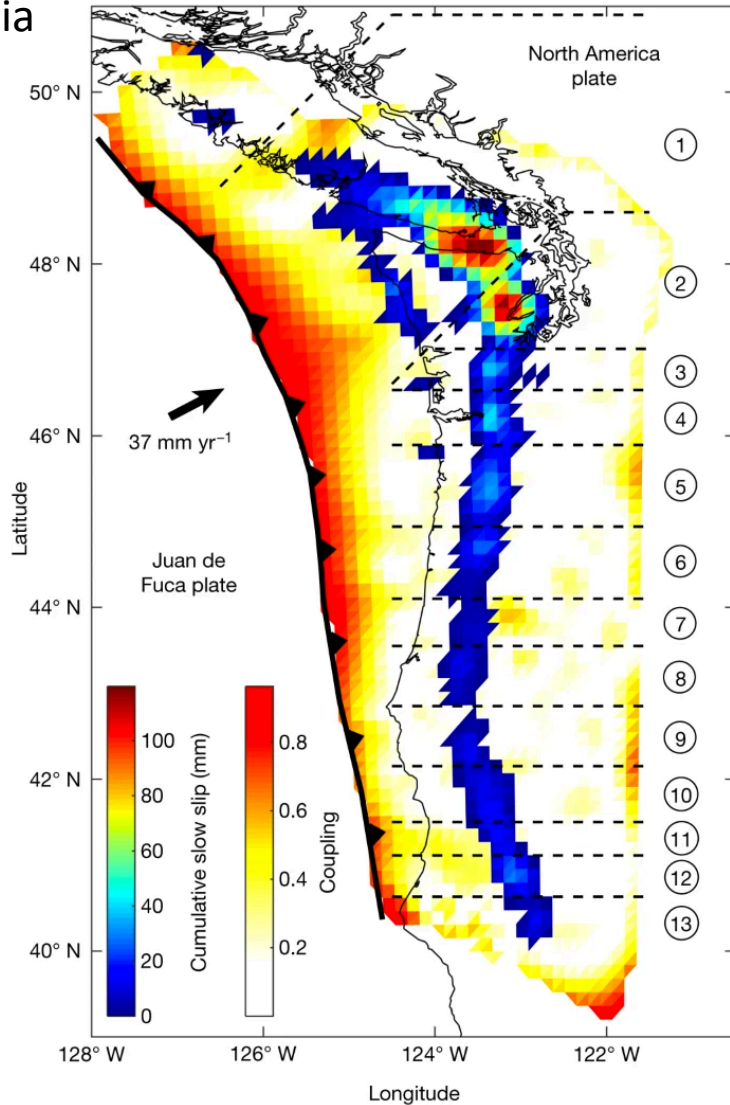 ia
North America
plate
50° N
48° N
46° N
44° N
42° N
40° N
Latitude
37 mm yr⁻¹
Juan de
Fuca plate
1
2
3
4
5
6
7
8
9
10
11
12
13
100
80
60
40
20
0
Cumulative slow slip (mm)
0.8
0.6
0.4
0.2
Coupling
128° W
126° W
124° W
122° W
Longitude